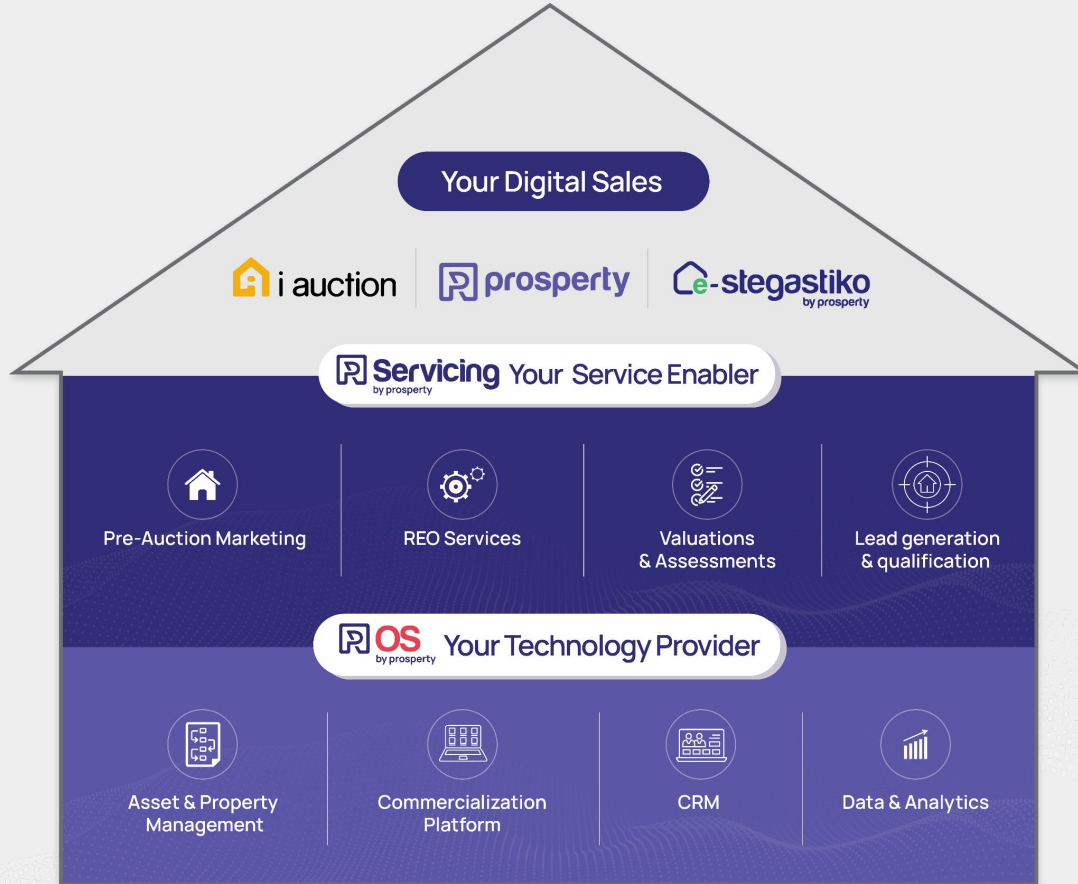 Your Digital Sales
i auction
prosperty
e-stegastiko
by prosperty
Servicing Your Service Enabler
by prosperty
Pre-Auction Marketing
REO Services
Valuations
& Assessments
Lead generation
& qualification
OS Your Technology Provider
by prosperty
Asset & Property
Management
Commercialization
Platform
CRM
Data & Analytics